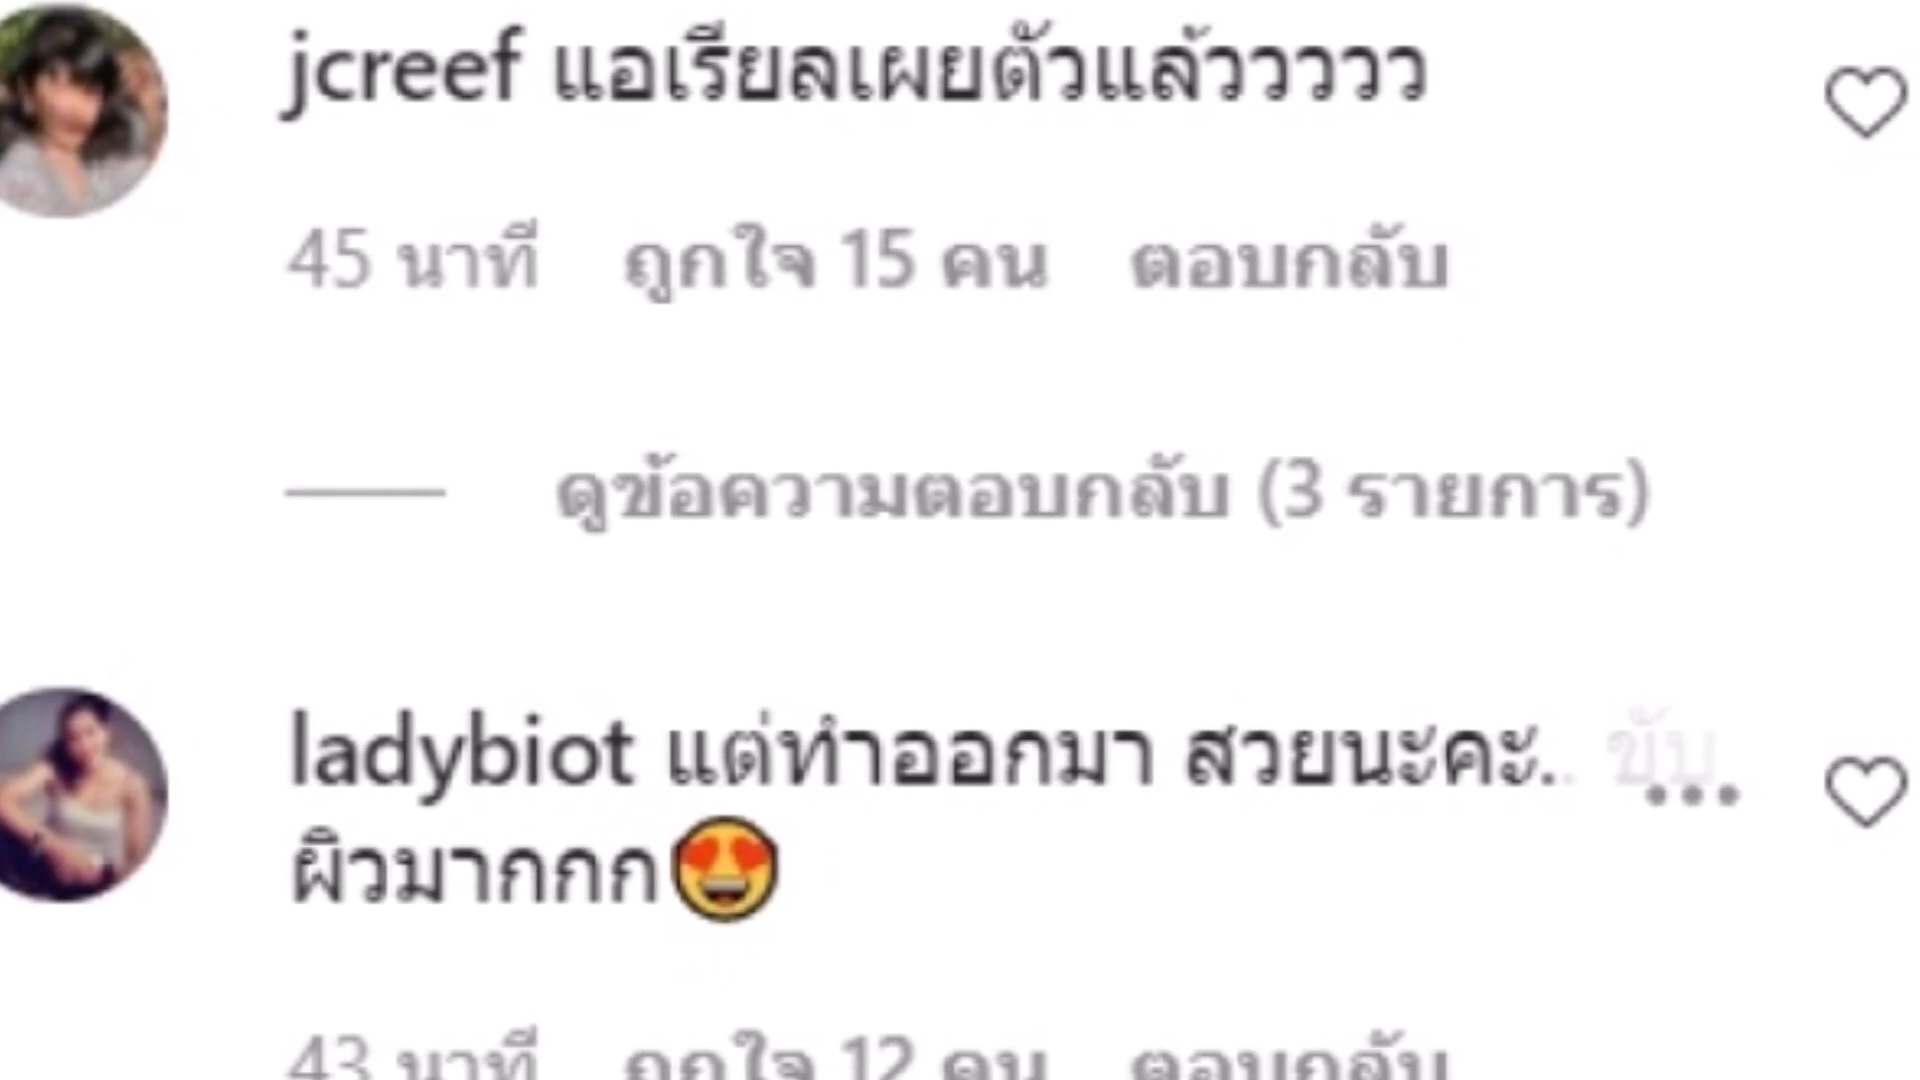 jcreef แอเรียลเผยตัวแล้ววววว
45 นาที ถูกใจ 15 คน ตอบกลับ
ดูข้อความตอบกลับ (3 รายการ)
ladybiot แต่ทำออกมา สวยนะคะ.. ขับ
ผิวมากกก😍
43 นาที ถูกใจ 12 คน ตอบกลับ